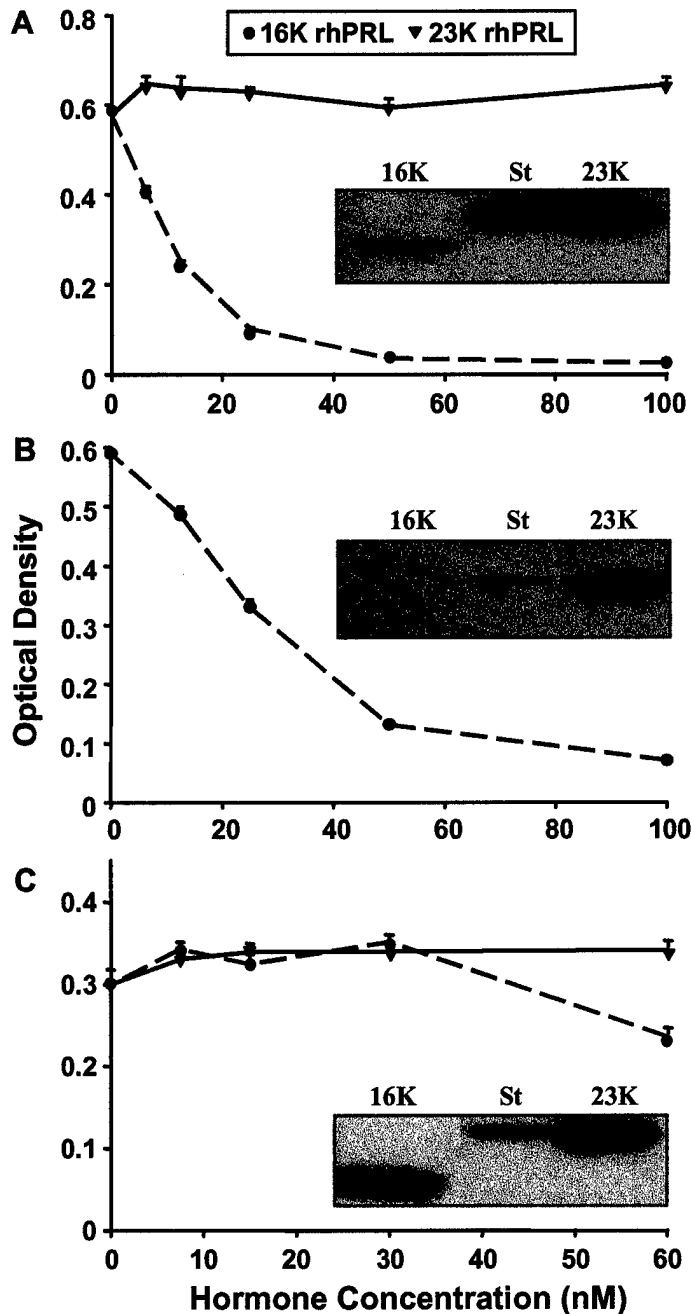 A
16K rhPRL 23K rhPRL
0.8
0.6
0.4
0.2
0
16K St 23K
0 20 40 60 80 100
B
0.6
0.5
0.4
0.3
0.2
0.1
0
16K St 23K
0 20 40 60 80 100
Optical Density
C
0.4
0.3
0.2
0.1
0
16K St 23K
0 10 20 30 40 50 60
Hormone Concentration (nM)